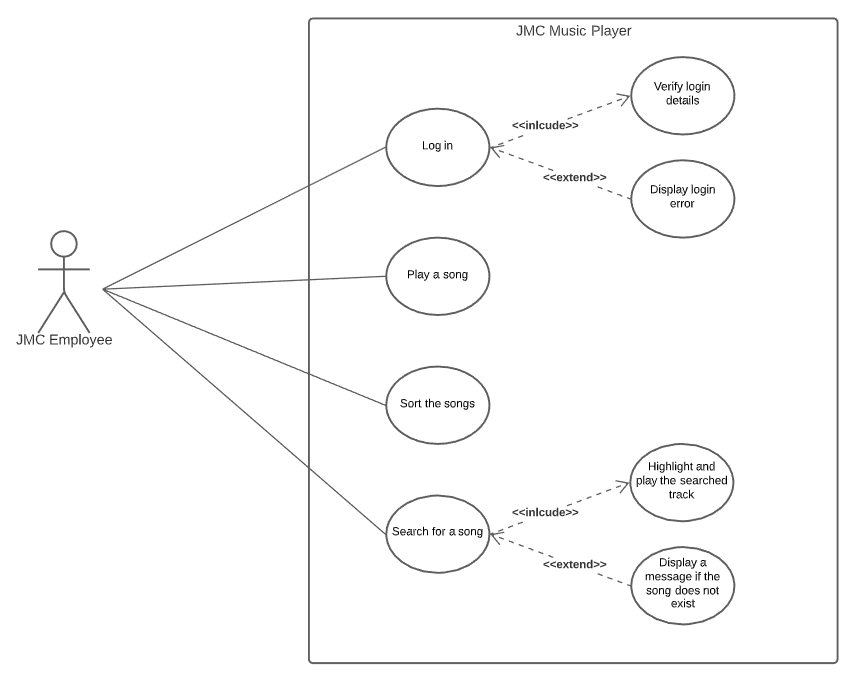 JMC Music Player
Verify login
details
<<inlcude>>
Log in
<<extend>>
Display login
error
Play a song
JMC Employee
Sort the songs
Highlight and
play the searched
track
<<inlcude>>
Search for a song
<<extend>>
Display a
message if the
song does not
exist